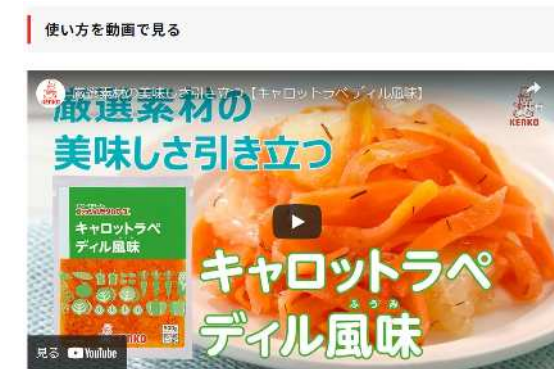 使い方を動画で見る
厳選素材の美味しさ引き立つ【キャロットラペ ディル風味】
厳選素材の
美味しさ引き立つ
KENKO
キャロットラペ
ディル風味
キャロットラペ
ふうみ
ディル風味
KENKO
見る YouTube